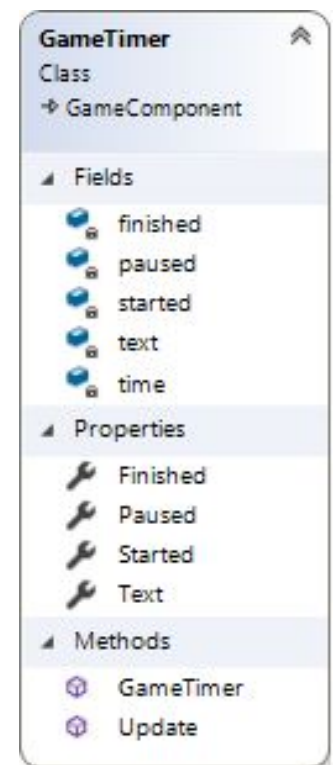 GameTimer
Class
GameComponent
Fields
finished
paused
started
text
time
Properties
Finished
Paused
Started
Text
Methods
GameTimer
Update